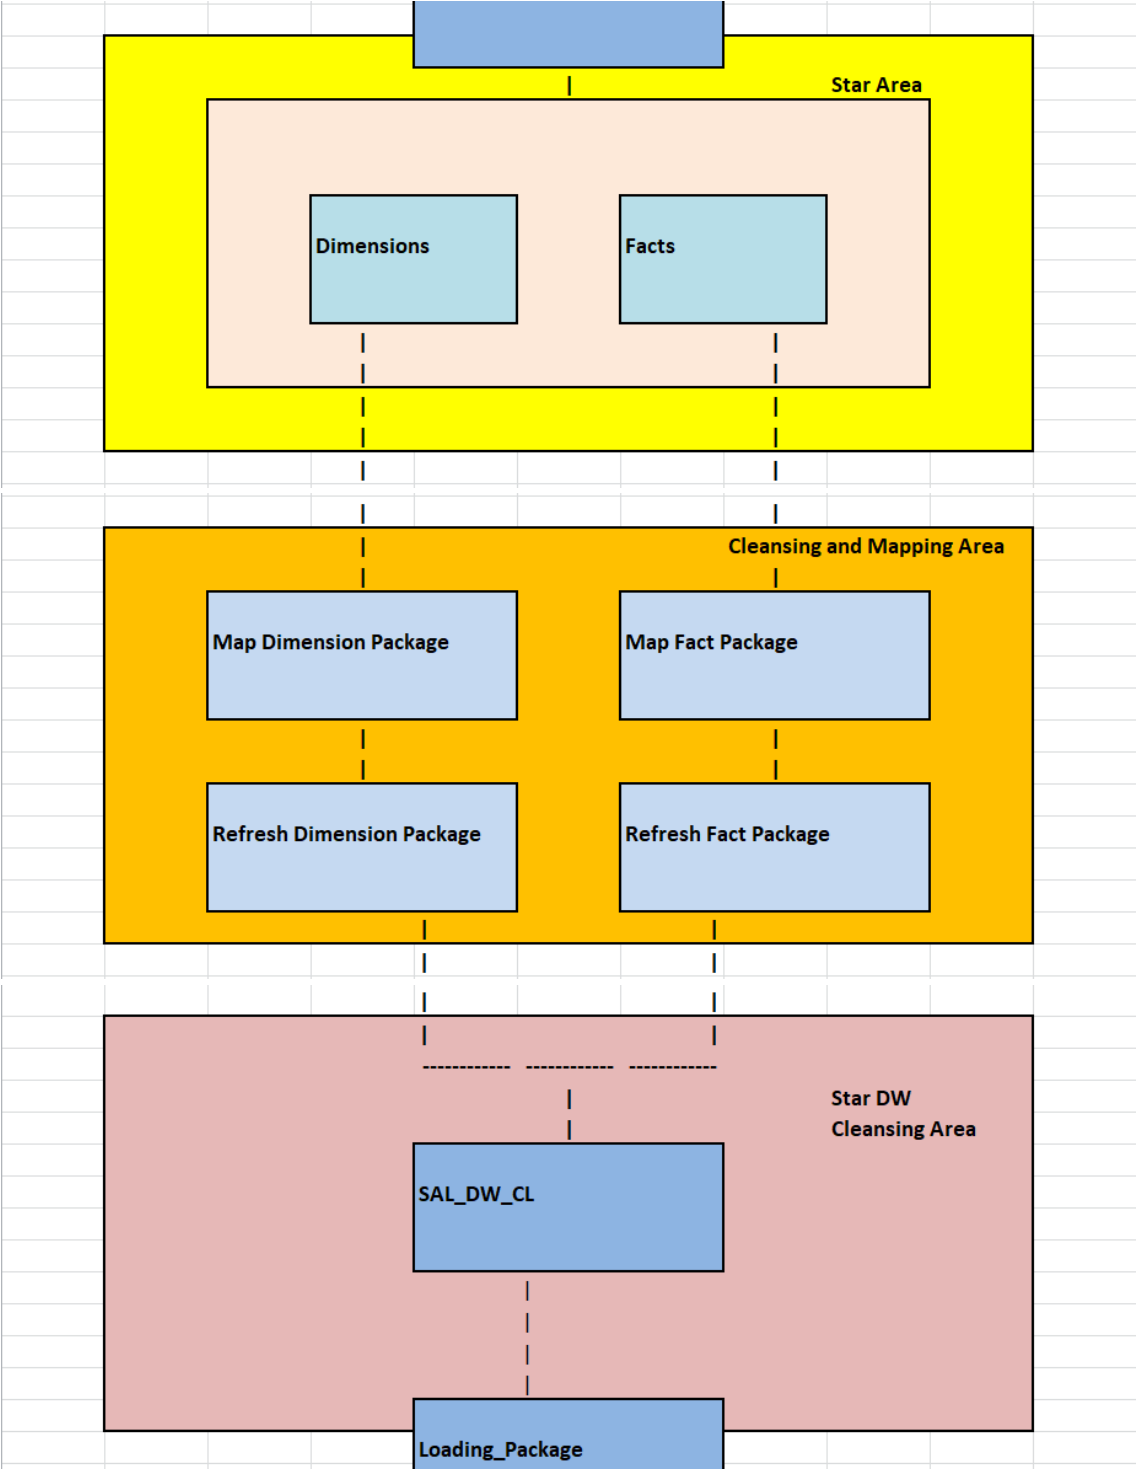 Star Area
Dimensions
Facts
Cleansing and Mapping Area
Map Dimension Package
Map Fact Package
Refresh Dimension Package
Refresh Fact Package
Star DW
Cleansing Area
SAL_DW_CL
Loading_Package